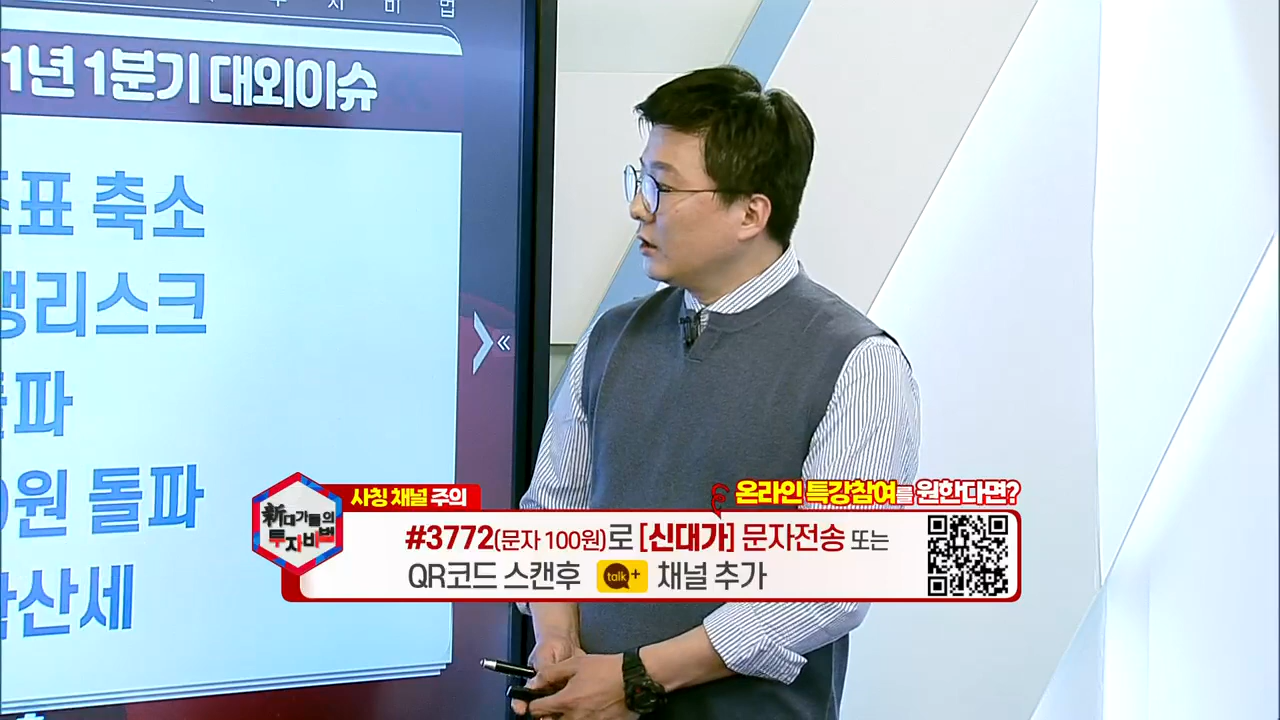 1년 1분기 대외이슈
표 축소
리스크
파
원 돌파
산세
사칭 채널 주의
온라인 특강참여를 원한다면?
新대가들의
투자비법
#3772(문자 100원)로 [신대가] 문자전송 또는
QR코드 스캔후 talk+ 채널 추가